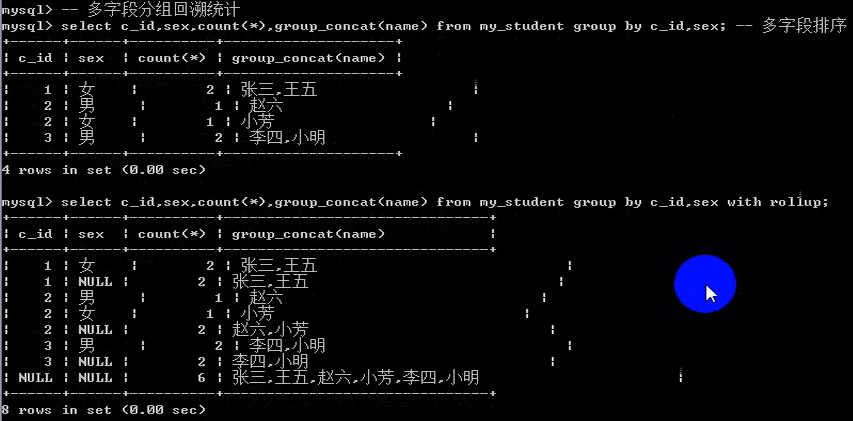 mysql> -- 多字段分组回溯统计
mysql> select c_id,sex,count(*),group_concat(name) from my_student group by c_id,sex; -- 多字段排序
+------+------+----------+--------------------+
| c_id | sex | count(*) | group_concat(name) |
+------+------+----------+--------------------+
| 1 | 女 | 2 | 张三,王五 |
| 2 | 男 | 1 | 赵六 |
| 2 | 女 | 1 | 小芳 |
| 3 | 男 | 2 | 李四,小明 |
+------+------+----------+--------------------+
4 rows in set (0.00 sec)
mysql> select c_id,sex,count(*),group_concat(name) from my_student group by c_id,sex with rollup;
+------+------+----------+-------------------------------+
| c_id | sex | count(*) | group_concat(name) |
+------+------+----------+-------------------------------+
| 1 | 女 | 2 | 张三,王五 |
| 1 | NULL | 2 | 张三,王五 |
| 2 | 男 | 1 | 赵六 |
| 2 | 女 | 1 | 小芳 |
| 2 | NULL | 2 | 赵六,小芳 |
| 3 | 男 | 2 | 李四,小明 |
| 3 | NULL | 2 | 李四,小明 |
| NULL | NULL | 6 | 张三,王五,赵六,小芳,李四,小明 |
+------+------+----------+-------------------------------+
8 rows in set (0.00 sec)